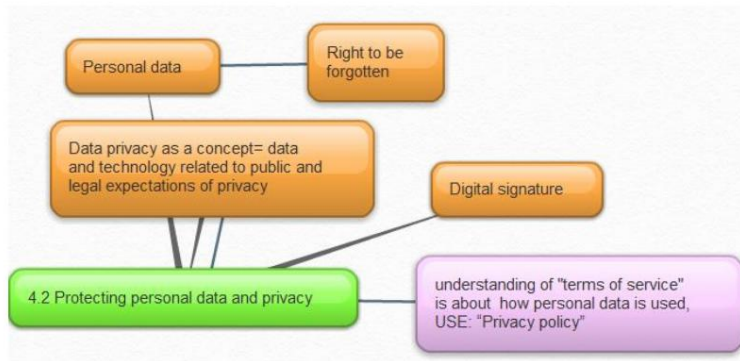 Personal data
Right to be
forgotten
Data privacy as a concept= data
and technology related to public and
legal expectations of privacy
Digital signature
4.2 Protecting personal data and privacy
understanding of "terms of service"
is about how personal data is used,
USE: “Privacy policy”